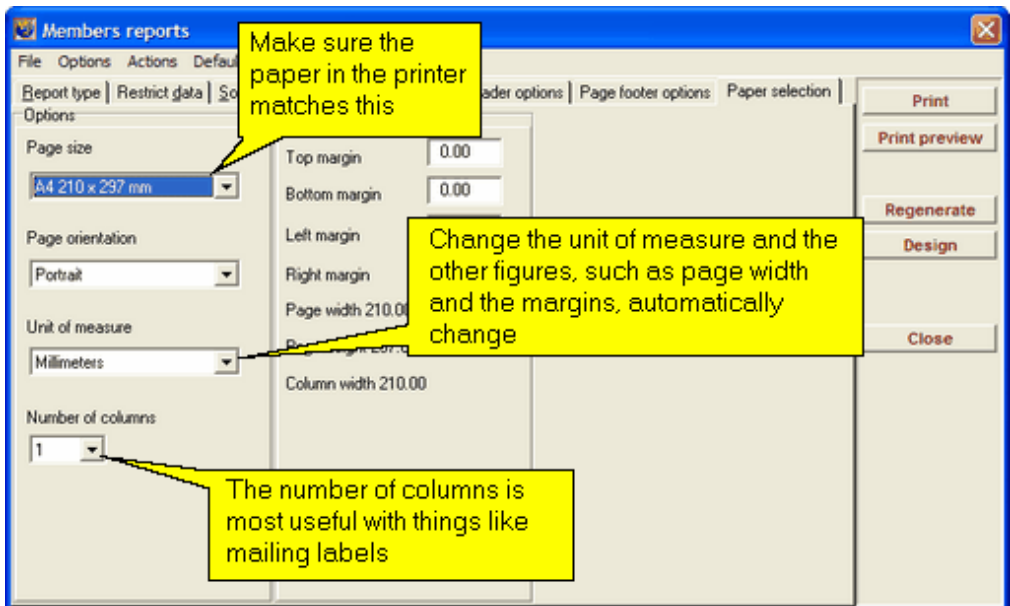 Members reports
File Options Actions
Make sure the
paper in the printer
matches this
Report type Restrict data options Page footer options Paper selection
Options
Page size
A4 210 x 297 mm
Page orientation
Portrait
Unit of measure
Millimeters
Number of columns
1
Top margin 0.00
Bottom margin 0.00
Left margin
Right margin
Page width 210.00
Column width 210.00
Change the unit of measure and the
other figures, such as page width
and the margins, automatically
change
The number of columns is
most useful with things like
mailing labels
Print
Print preview
Regenerate
Design
Close